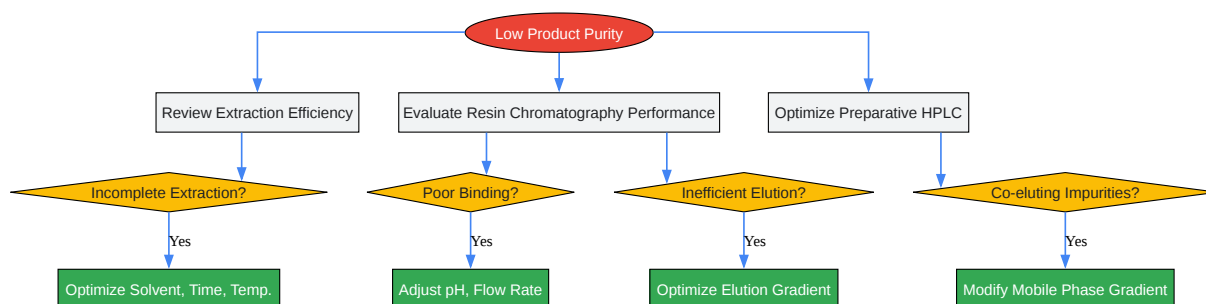 Low Product Purity
Review Extraction Efficiency
Evaluate Resin Chromatography Performance
Optimize Preparative HPLC
Incomplete Extraction?
Poor Binding?
Inefficient Elution?
Co-eluting Impurities?
Yes
Yes
Yes
Yes
Optimize Solvent, Time, Temp.
Adjust pH, Flow Rate
Optimize Elution Gradient
Modify Mobile Phase Gradient